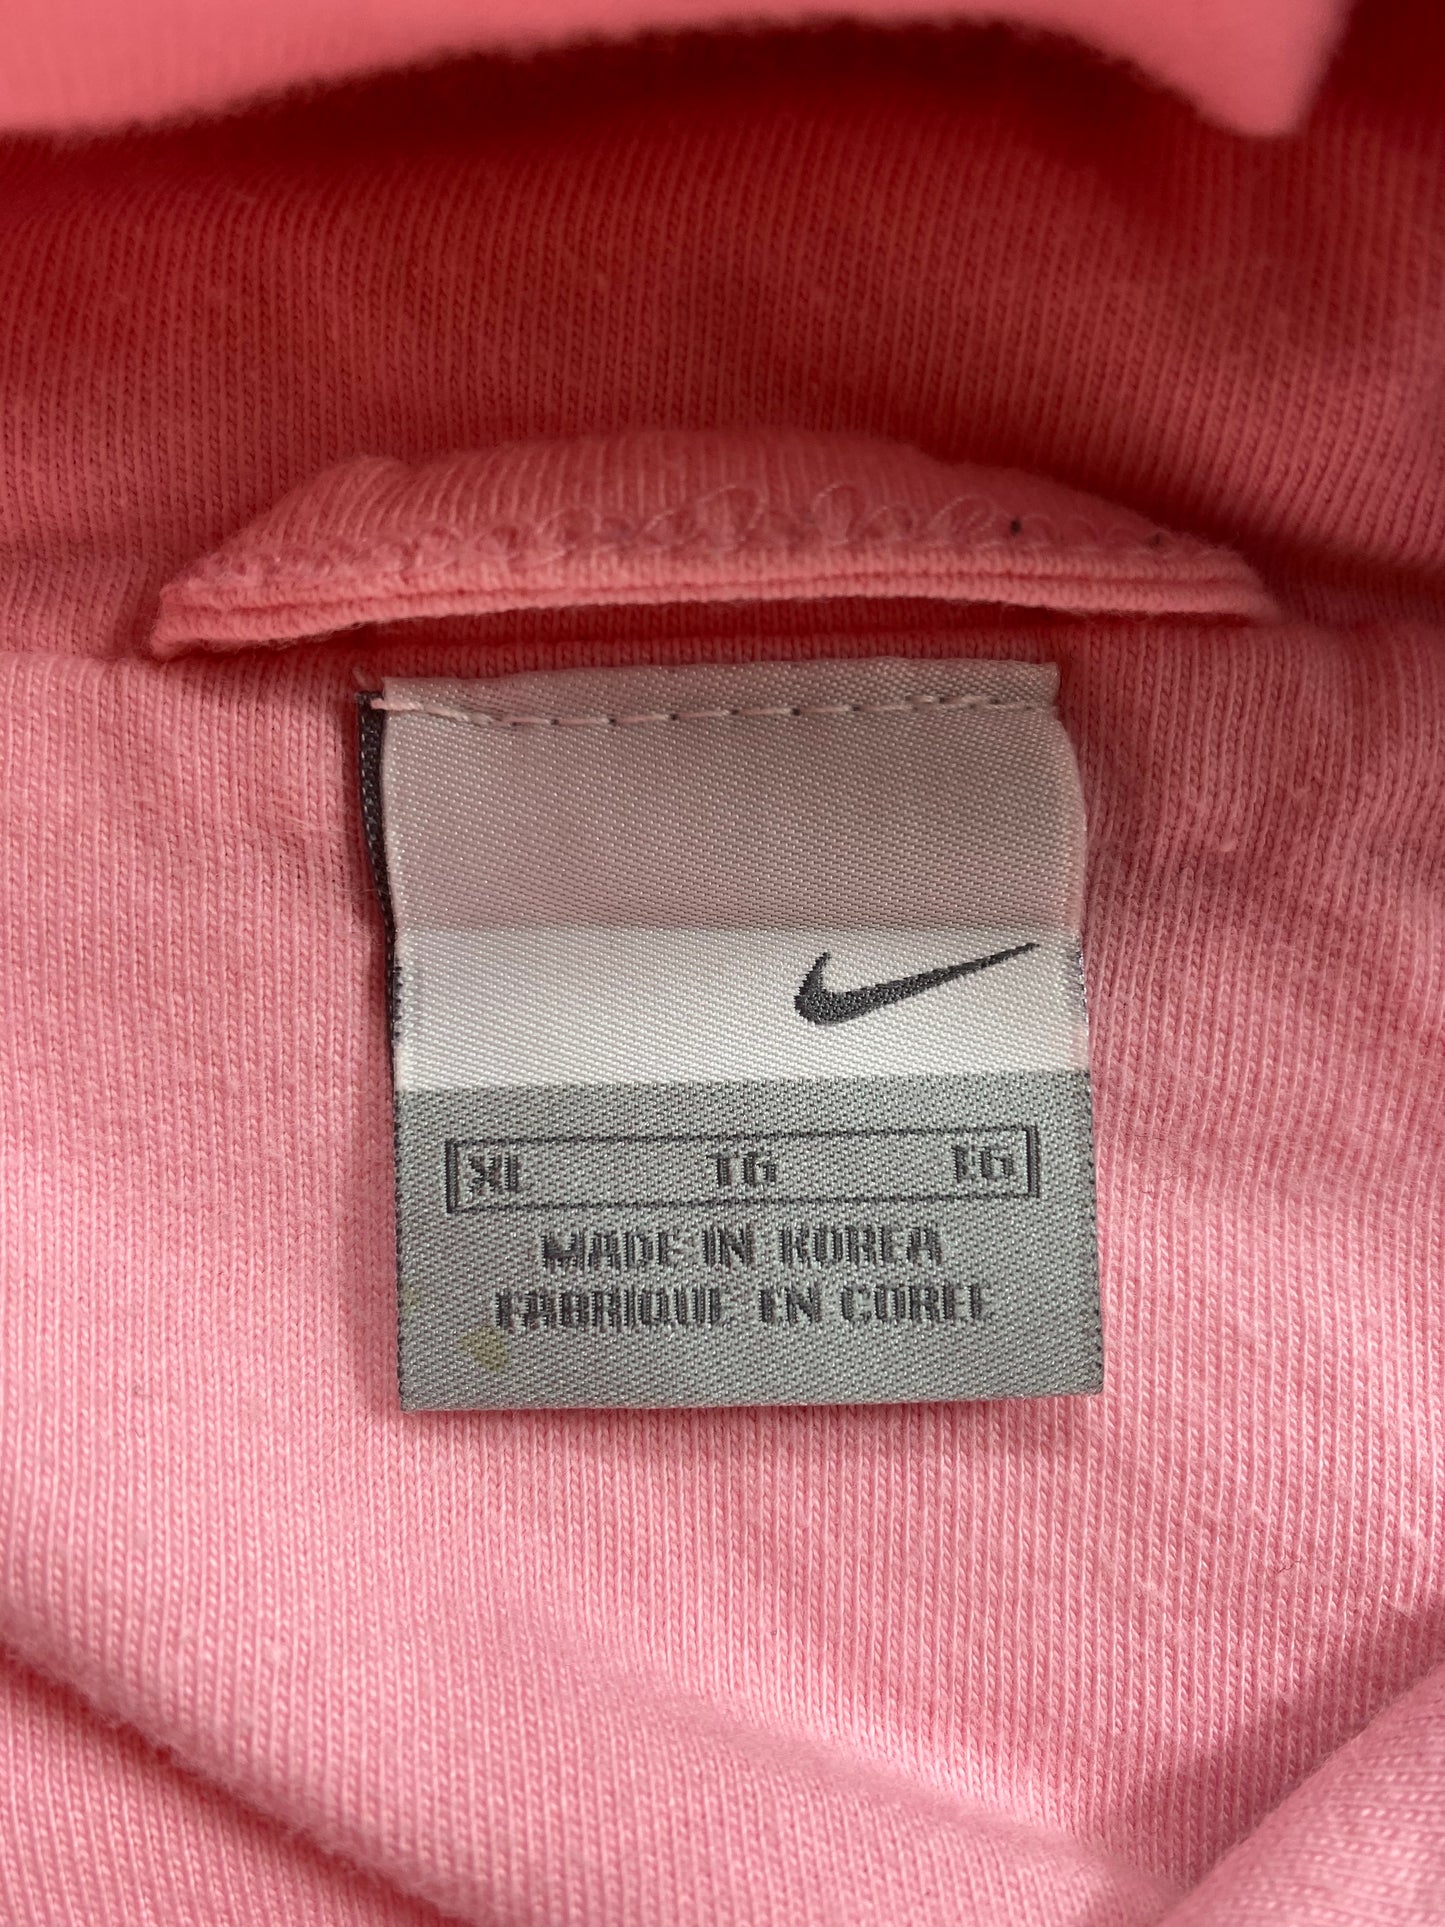 XL TG EG
MADE IN KOREA
FABRIQUE EN COREE